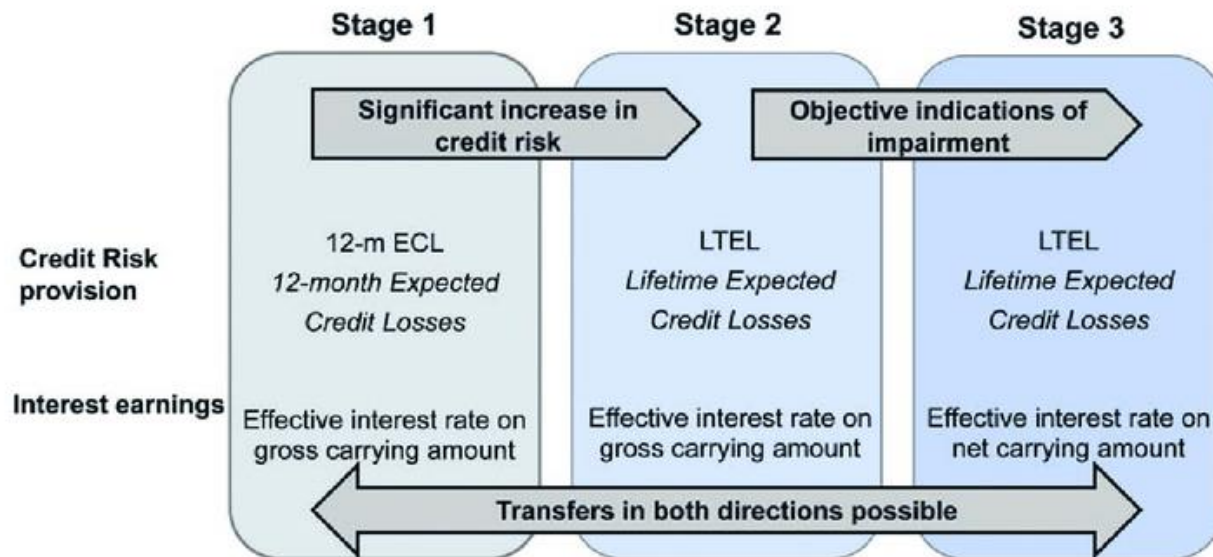 Stage 1
Stage 2
Stage 3
Significant increase in
credit risk
Objective indications of
impairment
Credit Risk
provision
12-m ECL
12-month Expected
Credit Losses
LTEL
Lifetime Expected
Credit Losses
LTEL
Lifetime Expected
Credit Losses
Interest earnings
Effective interest rate on
gross carrying amount
Effective interest rate on
gross carrying amount
Effective interest rate on
net carrying amount
Transfers in both directions possible